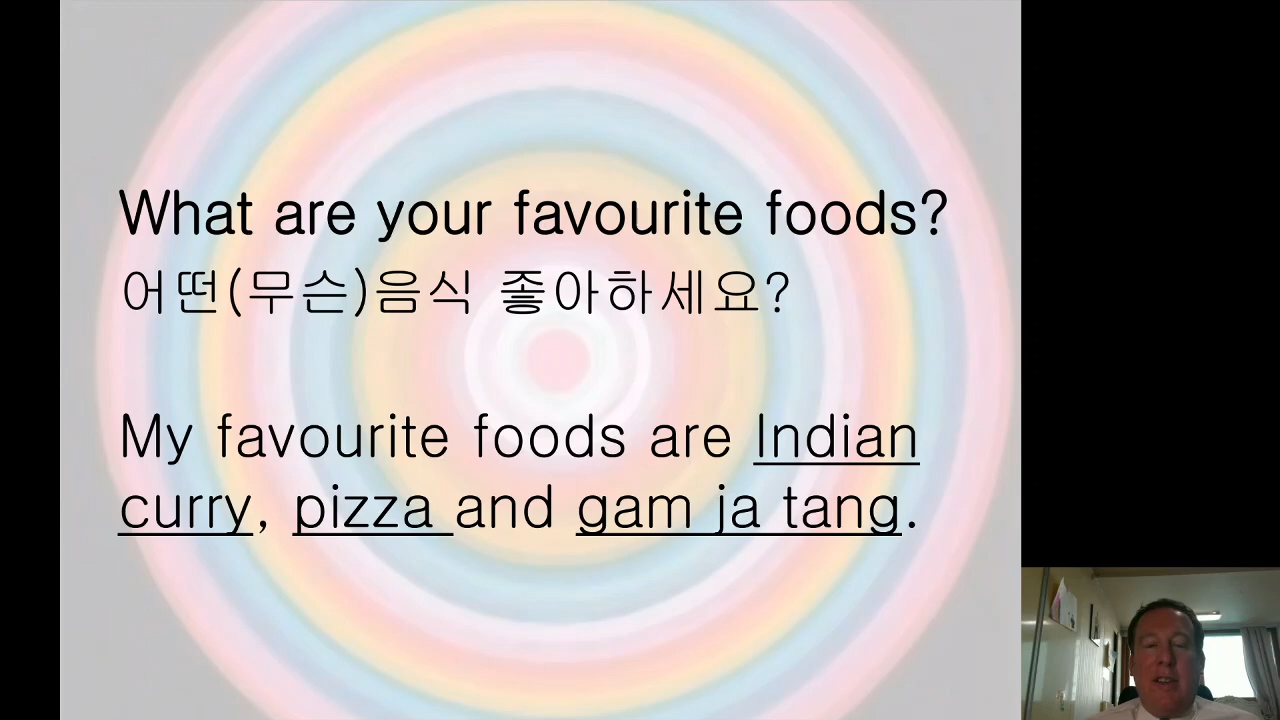 What are your favourite foods?
어떤(무슨)음식 좋아하세요?
My favourite foods are Indian
curry, pizza and gam ja tang.